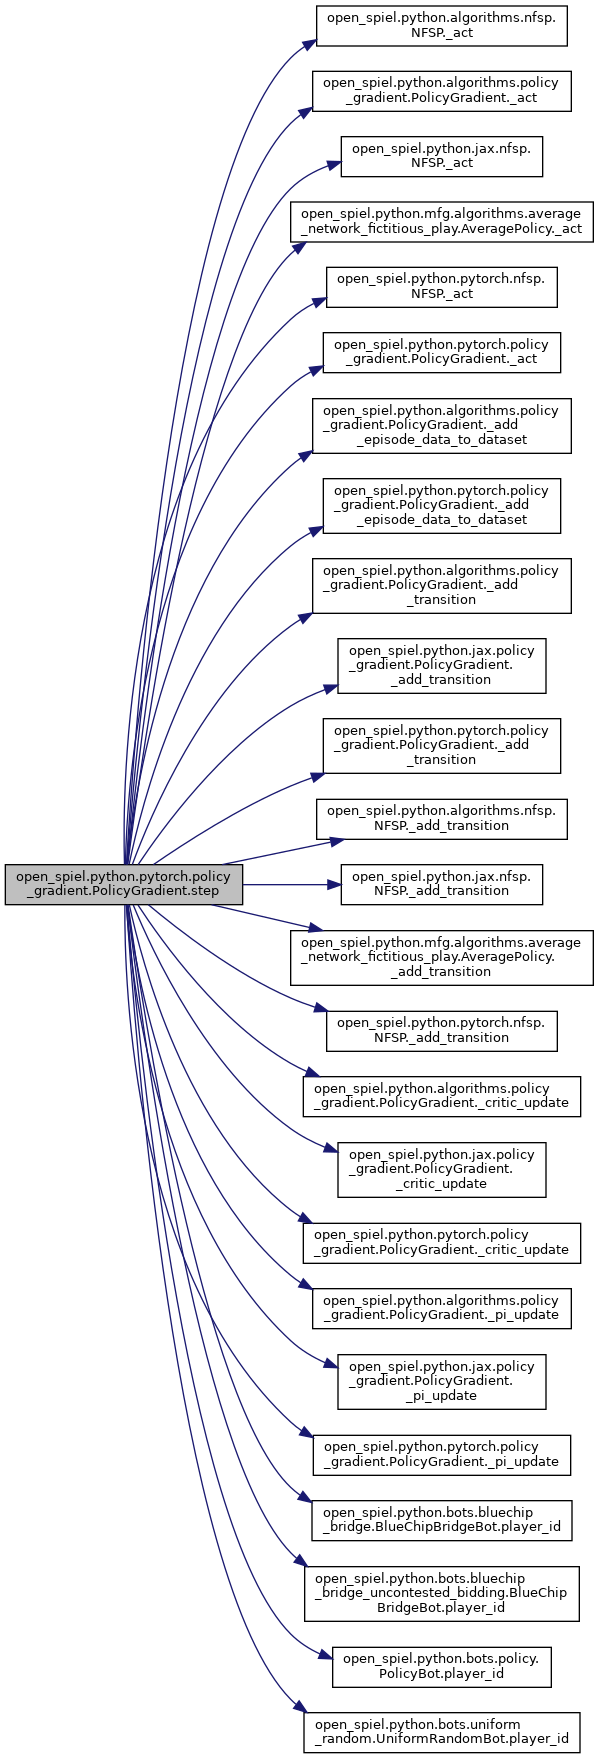 open_spiel.python.algorithms.nfsp.
NFSP._act
open_spiel.python.algorithms.policy
_gradient.PolicyGradient._act
open_spiel.python.jax.nfsp.
NFSP._act
open_spiel.python.mfg.algorithms.average
_network_fictitious_play.AveragePolicy._act
open_spiel.python.pytorch.nfsp.
NFSP._act
open_spiel.python.pytorch.policy
_gradient.PolicyGradient._act
open_spiel.python.algorithms.policy
_gradient.PolicyGradient._add
_episode_data_to_dataset
open_spiel.python.pytorch.policy
_gradient.PolicyGradient._add
_episode_data_to_dataset
open_spiel.python.algorithms.policy
_gradient.PolicyGradient._add
_transition
open_spiel.python.jax.policy
_gradient.PolicyGradient.
_add_transition
open_spiel.python.pytorch.policy
_gradient.PolicyGradient._add
_transition
open_spiel.python.algorithms.nfsp.
NFSP._add_transition
open_spiel.python.pytorch.policy
_gradient.PolicyGradient.step
open_spiel.python.jax.nfsp.
NFSP._add_transition
open_spiel.python.mfg.algorithms.average
_network_fictitious_play.AveragePolicy.
_add_transition
open_spiel.python.pytorch.nfsp.
NFSP._add_transition
open_spiel.python.algorithms.policy
_gradient.PolicyGradient._critic_update
open_spiel.python.jax.policy
_gradient.PolicyGradient.
_critic_update
open_spiel.python.pytorch.policy
_gradient.PolicyGradient._critic_update
open_spiel.python.algorithms.policy
_gradient.PolicyGradient._pi_update
open_spiel.python.jax.policy
_gradient.PolicyGradient.
_pi_update
open_spiel.python.pytorch.policy
_gradient.PolicyGradient._pi_update
open_spiel.python.bots.bluechip
_bridge.BlueChipBridgeBot.player_id
open_spiel.python.bots.bluechip
_bridge_uncontested_bidding.BlueChip
BridgeBot.player_id
open_spiel.python.bots.policy.
PolicyBot.player_id
open_spiel.python.bots.uniform
_random.UniformRandomBot.player_id